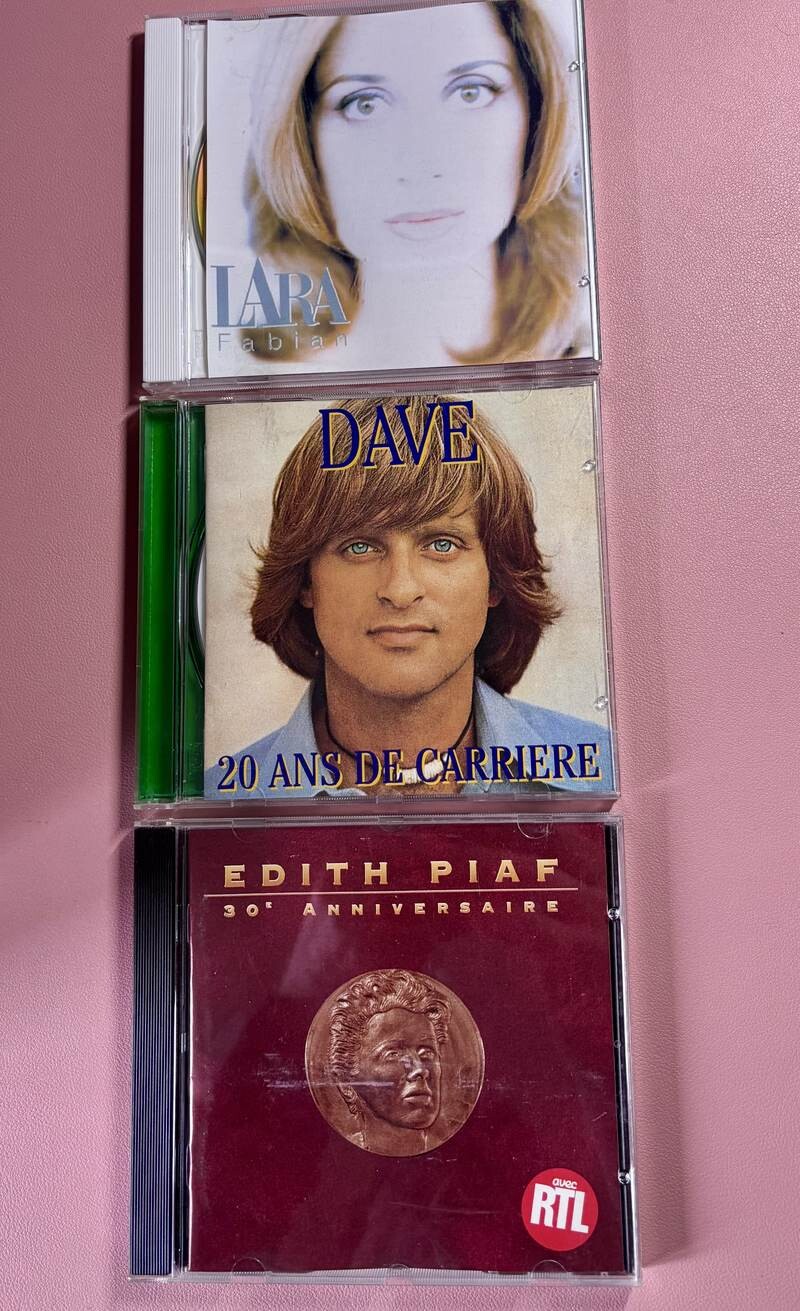 LARA
Fabian
DAVE
20 ANS DE CARRIERE
EDITH PIAF
30E ANNIVERSAIRE
avec
RTL